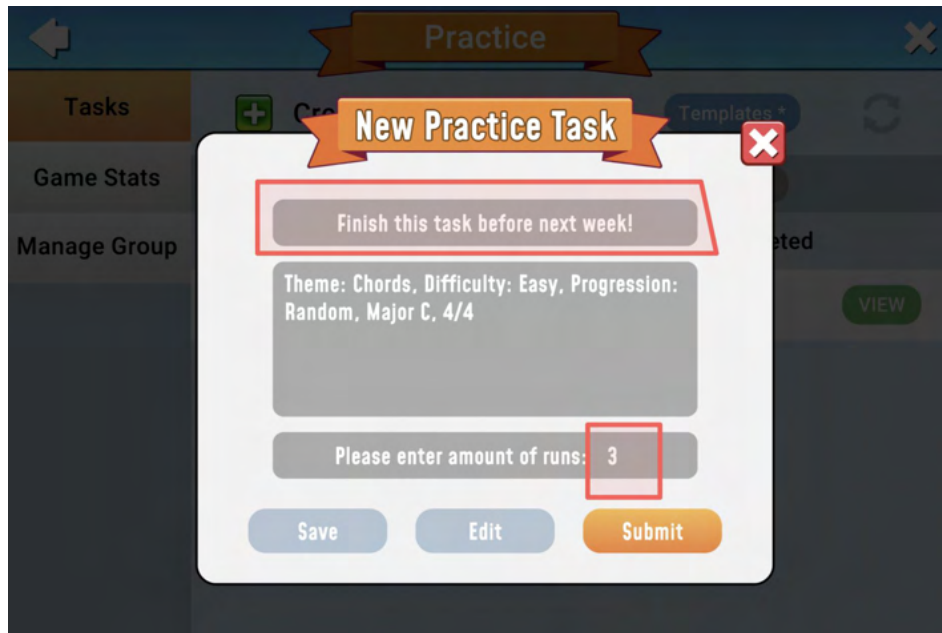 Practice
Tasks
Templates *
New Practice Task
Game Stats
Finish this task before next week!
Manage Group
Theme: Chords, Difficulty: Easy, Progression:
Random, Major C, 4/4
VIEW
Please enter amount of runs: 3
Save
Edit
Submit